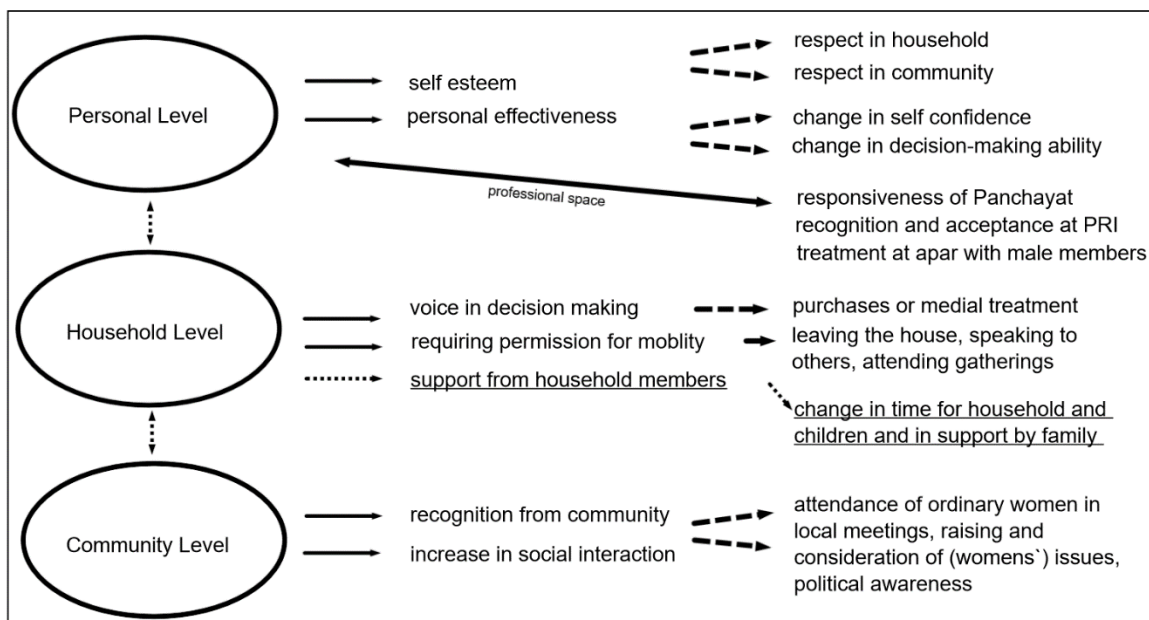 Personal Level
self esteem
personal effectiveness
respect in household
respect in community
change in self confidence
change in decision-making ability
professional space
responsiveness of Panchayat
recognition and acceptance at PRI
treatment at apar with male members
Household Level
voice in decision making
requiring permission for moblity
support from household members
purchases or medial treatment
leaving the house, speaking to
others, attending gatherings
change in time for household and
children and in support by family
Community Level
recognition from community
increase in social interaction
attendance of ordinary women in
local meetings, raising and
consideration of (womens`) issues,
political awareness